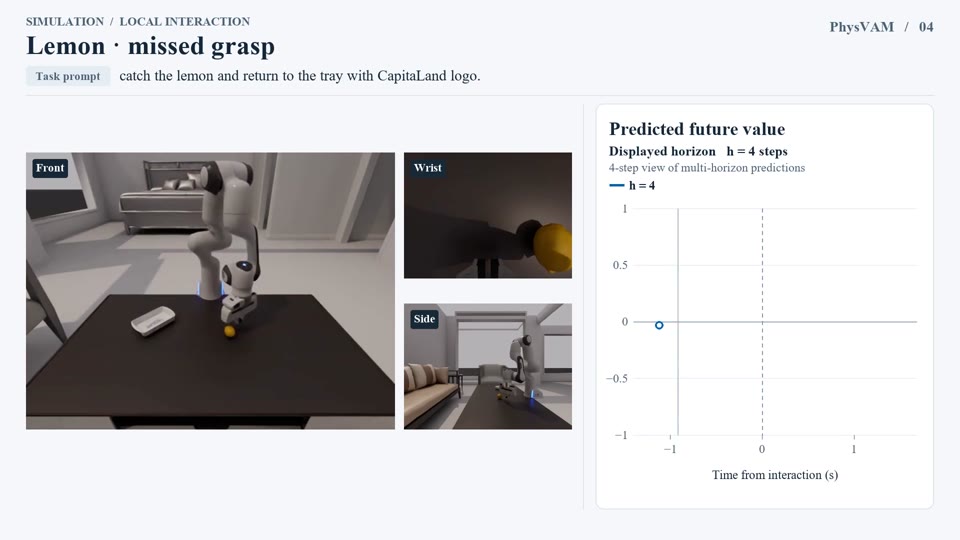 SIMULATION / LOCAL INTERACTION
PhysVAM / 04
Lemon · missed grasp
Task prompt catch the lemon and return to the tray with CapitaLand logo.
Front
Wrist
Side
Predicted future value
Displayed horizon h = 4 steps
4-step view of multi-horizon predictions
h = 4
1
0.5
0
−0.5
−1
−1 0 1
Time from interaction (s)